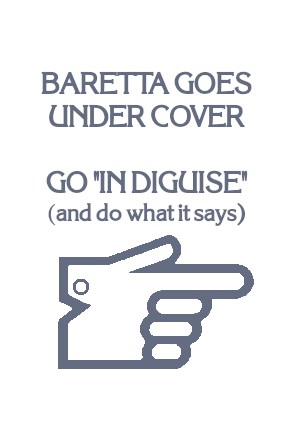 BARETTA GOES
UNDER COVER
GO "IN DIGUISE"
(and do what it says)